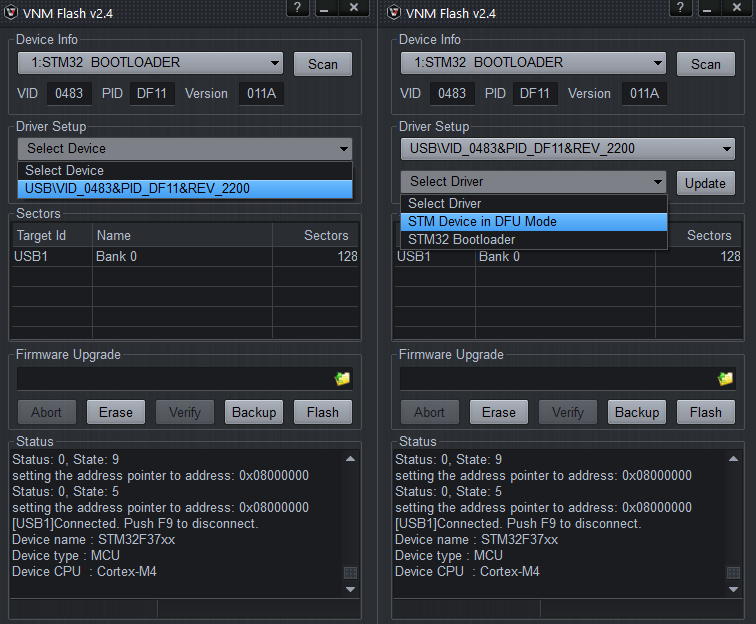 VNM Flash v2.4
?
Device Info
1:STM32 BOOTLOADER
Scan
VID 0483 PID DF11 Version 011A
Driver Setup
Select Device
Select Device
USB\VID_0483&PID_DF11&REV_2200
Sectors
Target Id Name Sectors
USB1 Bank 0 128
Firmware Upgrade
Abort Erase Verify Backup Flash
Status
Status: 0, State: 9
setting the address pointer to address: 0x08000000
Status: 0, State: 5
setting the address pointer to address: 0x08000000
[USB1]Connected. Push F9 to disconnect.
Device name : STM32F37xx
Device type : MCU
Device CPU : Cortex-M4
VNM Flash v2.4
?
Device Info
1:STM32 BOOTLOADER
Scan
VID 0483 PID DF11 Version 011A
Driver Setup
USB\VID_0483&PID_DF11&REV_2200
Select Driver
Update
Select Driver
STM Device in DFU Mode
STM32 Bootloader
Sectors
USB1 Bank 0 128
Firmware Upgrade
Abort Erase Verify Backup Flash
Status
Status: 0, State: 9
setting the address pointer to address: 0x08000000
Status: 0, State: 5
setting the address pointer to address: 0x08000000
[USB1]Connected. Push F9 to disconnect.
Device name : STM32F37xx
Device type : MCU
Device CPU : Cortex-M4